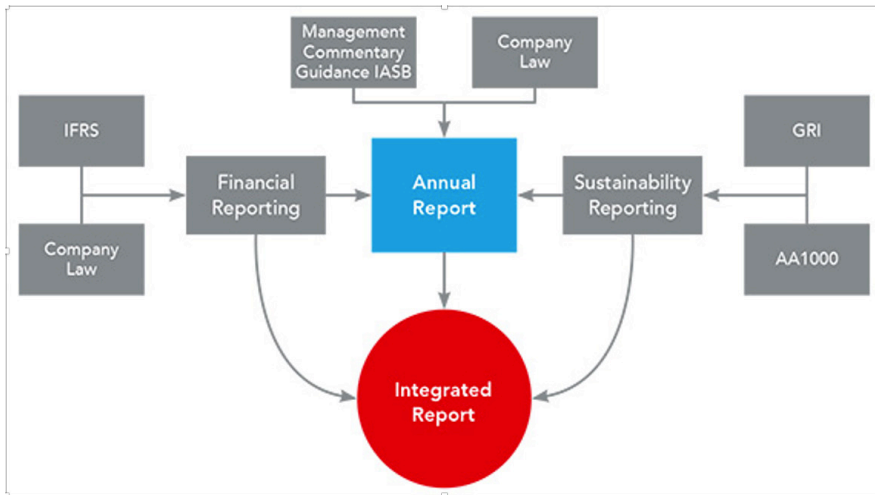 Management
Commentary
Guidance IASB
Company
Law
IFRS
GRI
Financial
Reporting
Annual
Report
Sustainability
Reporting
Company
Law
AA1000
Integrated
Report